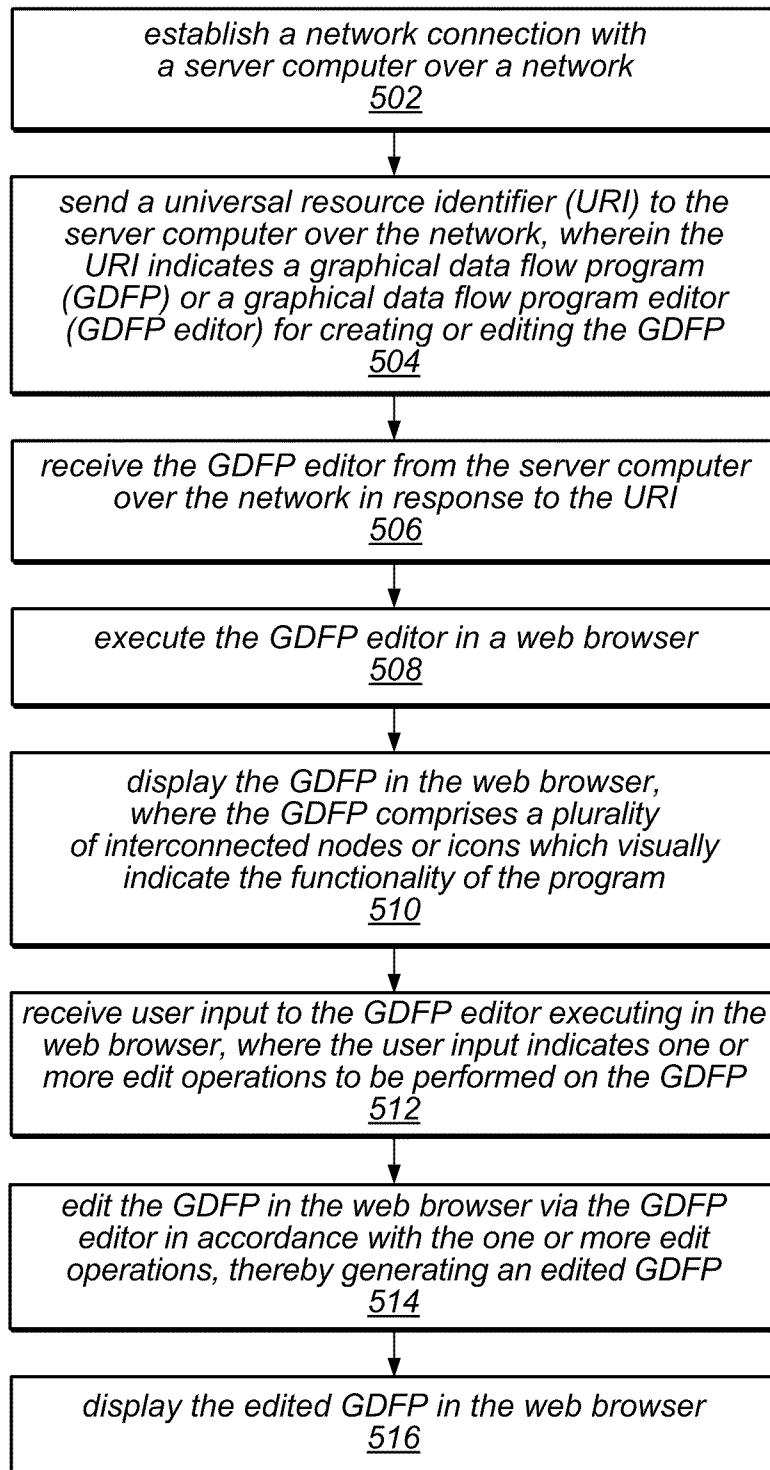 establish a network connection with
a server computer over a network
502
send a universal resource identifier (URI) to the
server computer over the network, wherein the
URI indicates a graphical data flow program
(GDFP) or a graphical data flow program editor
(GDFP editor) for creating or editing the GDFP
504
receive the GDFP editor from the server computer
over the network in response to the URI
506
execute the GDFP editor in a web browser
508
display the GDFP in the web browser,
where the GDFP comprises a plurality
of interconnected nodes or icons which visually
indicate the functionality of the program
510
receive user input to the GDFP editor executing in the
web browser, where the user input indicates one or
more edit operations to be performed on the GDFP
512
edit the GDFP in the web browser via the GDFP
editor in accordance with the one or more edit
operations, thereby generating an edited GDFP
514
display the edited GDFP in the web browser
516